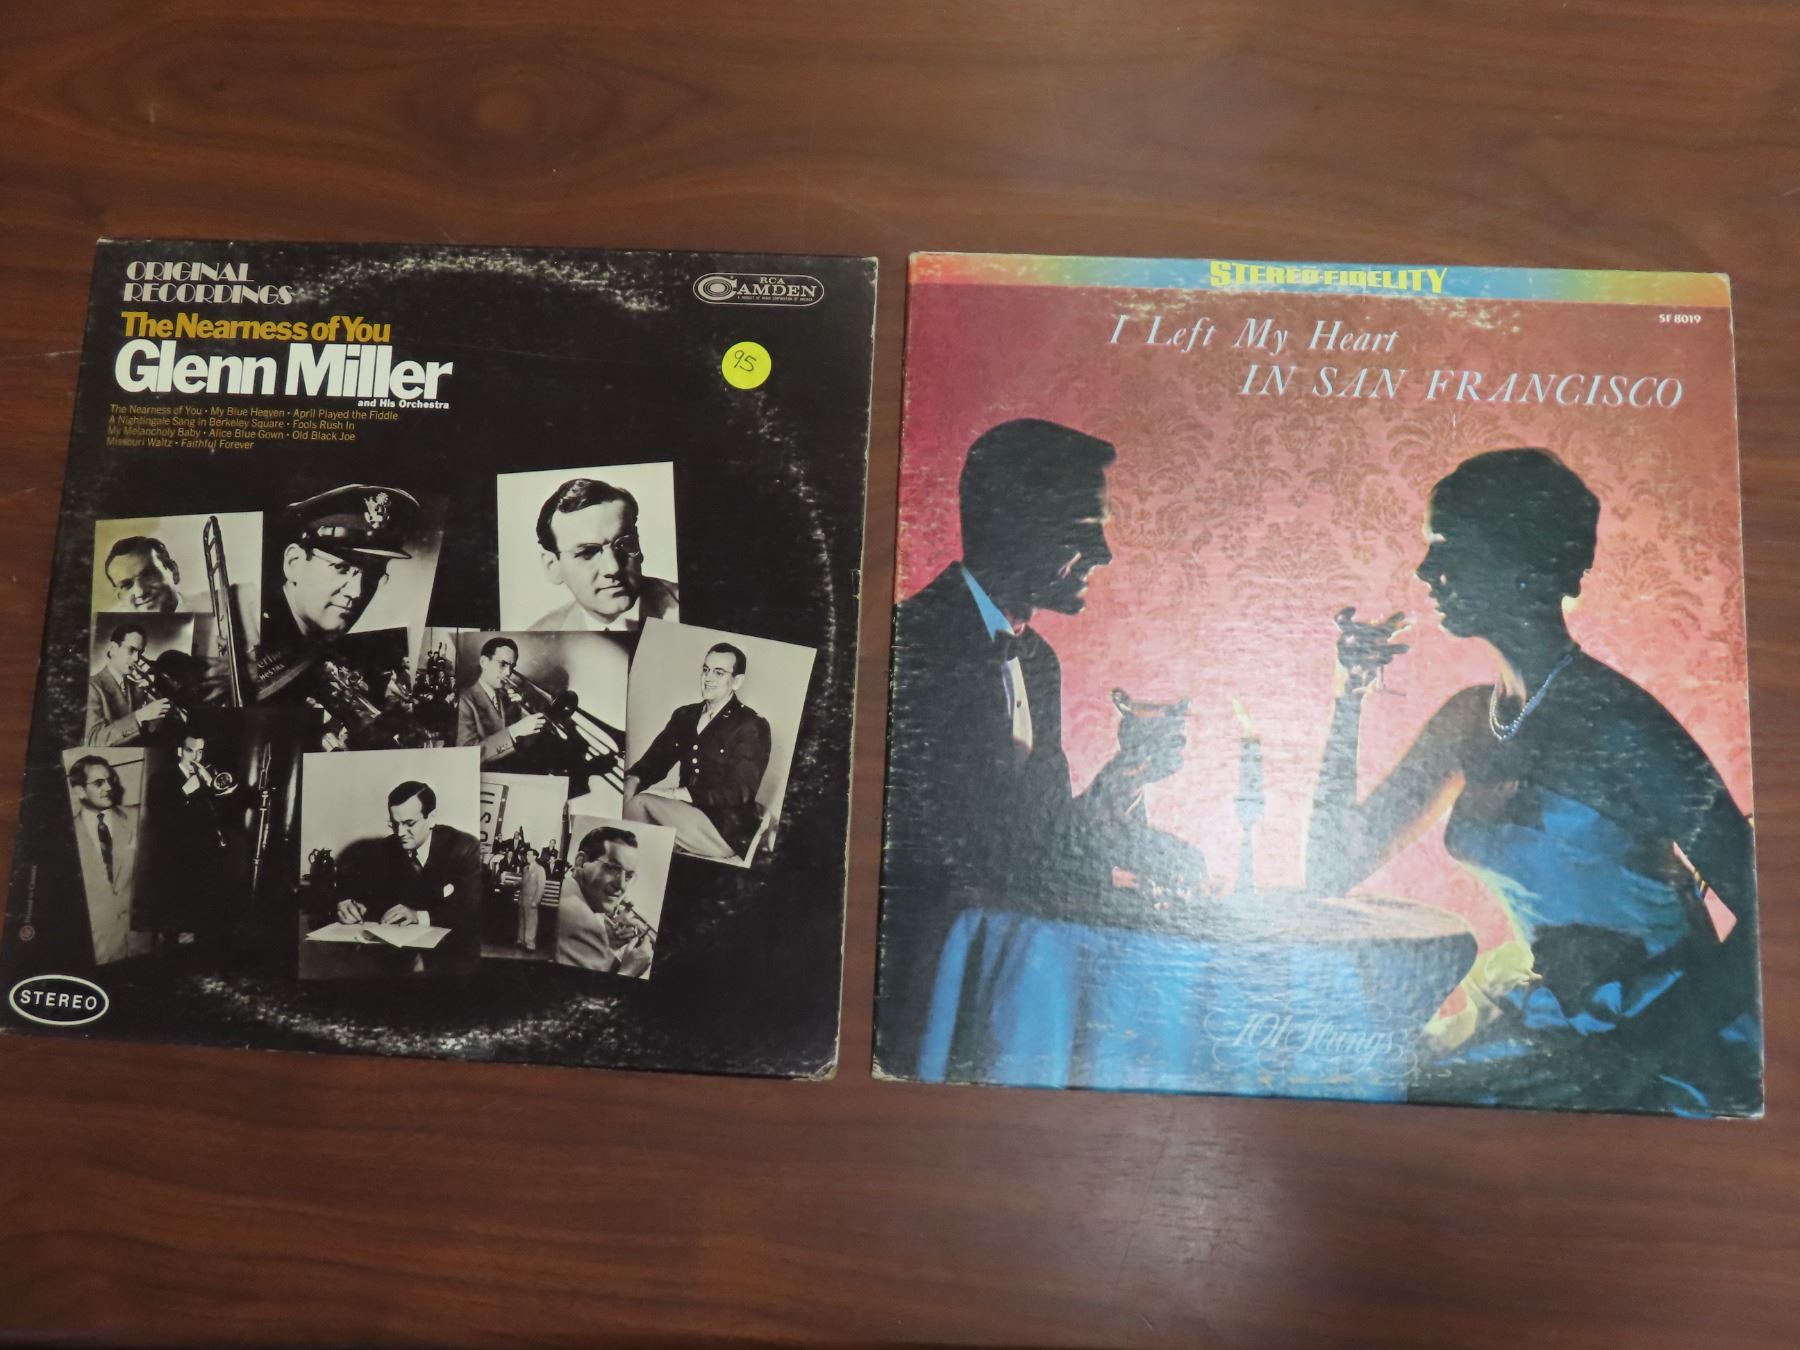 ORIGINAL
RECORDINGS
The Nearness of You
Glenn Miller
and His Orchestra
The Nearness of You • My Blue Heaven • April Played the Fiddle
A Nightingale Sang in Berkeley Square • Fools Rush In
My Melancholy Baby • Alice Blue Gown • Old Black Joe
Missouri Waltz • Faithful Forever
RCA
CAMDEN
95
STEREO
STEREO-FIDELITY
SF 8019
I Left My Heart
IN SAN FRANCISCO
101 Strings